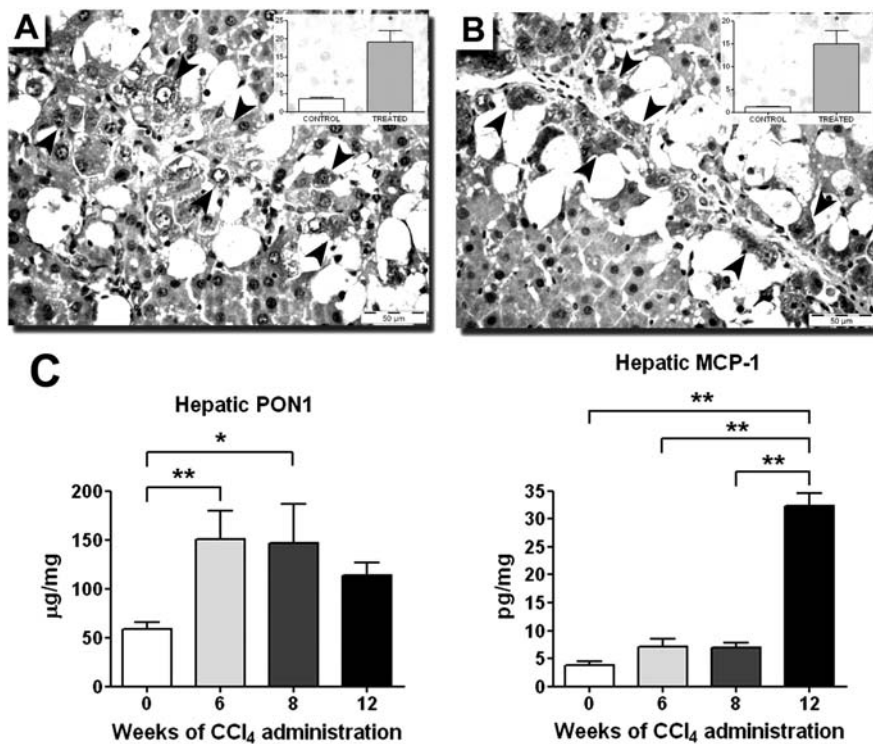 A
25
20
15
10
5
0
CONTROL TREATED
50 µm
B
20
15
10
5
0
CONTROL TREATED
50 µm
C
Hepatic PON1
*
**
200
150
100
50
0
µg/mg
0 6 8 12
Weeks of CCl₄ administration
Hepatic MCP-1
**
**
**
35
30
25
20
15
10
5
0
pg/mg
0 6 8 12
Weeks of CCl₄ administration